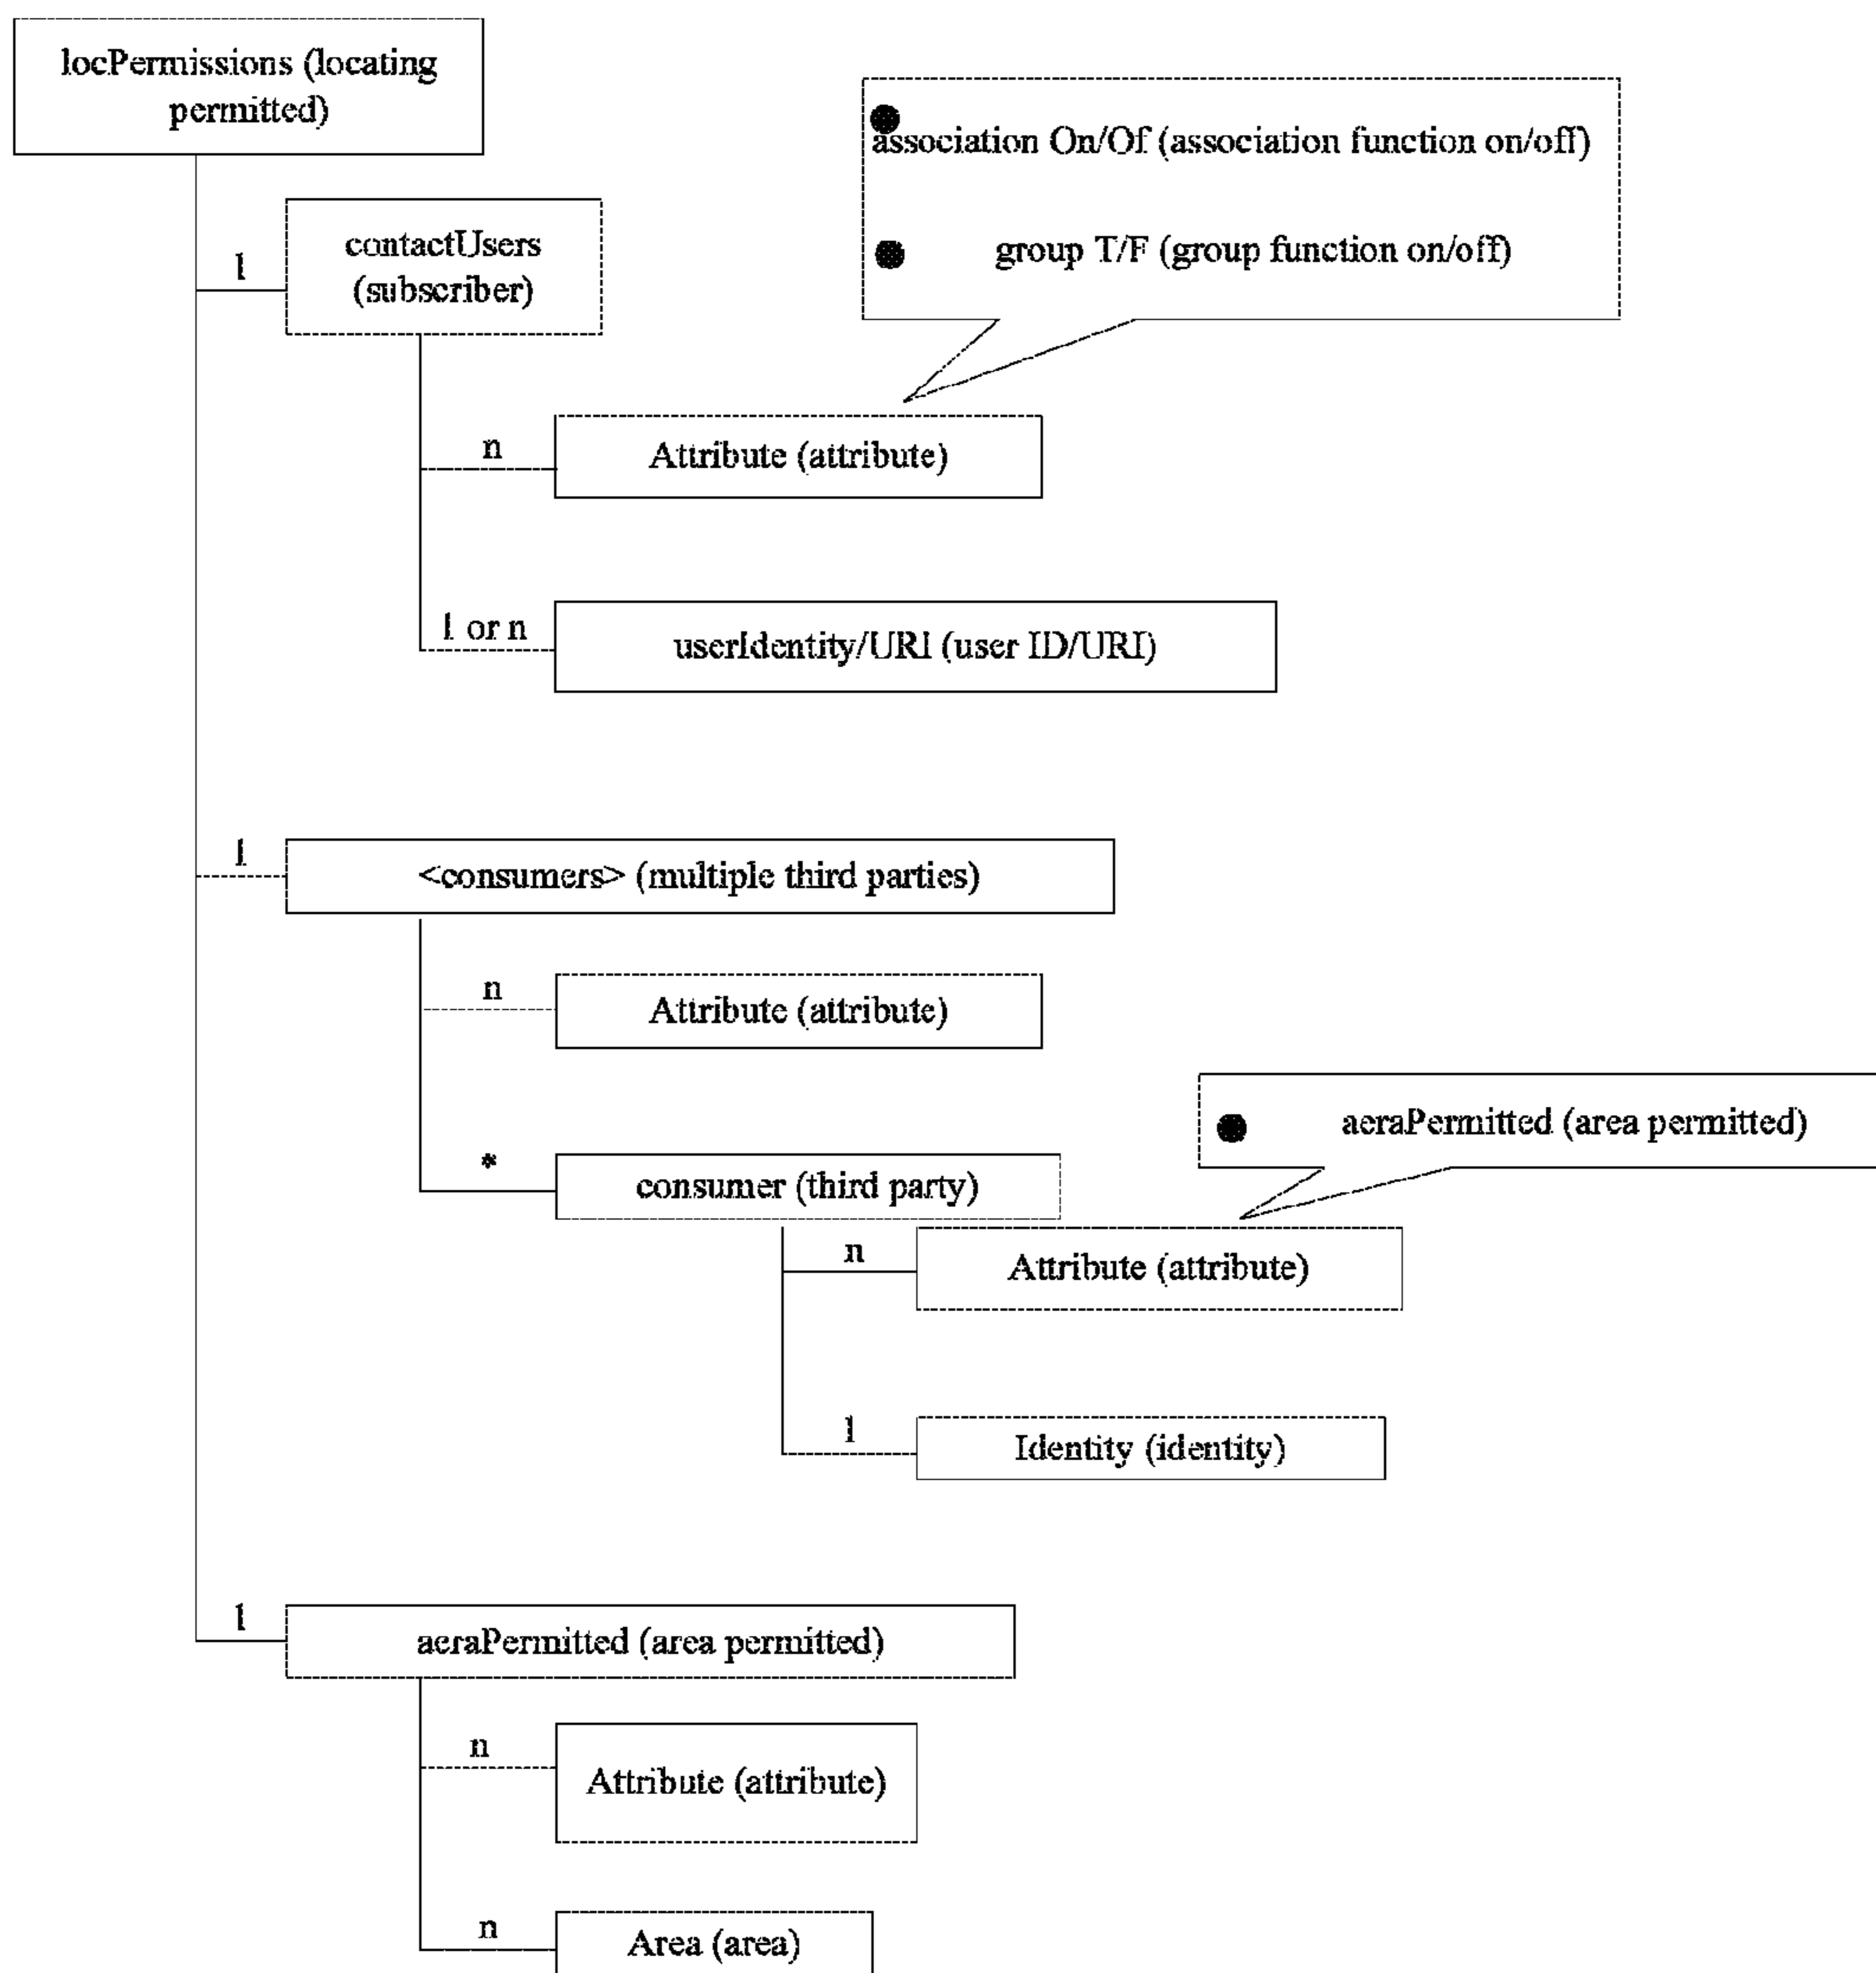 locPermissions (locating
permitted)
association On/Of (association function on/off)
group T/F (group function on/off)
1
contactUsers
(subscriber)
n
Attribute (attribute)
1 or n
userIdentity/URI (user ID/URI)
1
<consumers> (multiple third parties)
n
Attribute (attribute)
aeraPermitted (area permitted)
*
consumer (third party)
n
Attribute (attribute)
1
Identity (identity)
1
aeraPermitted (area permitted)
n
Attribute (attribute)
n
Area (area)